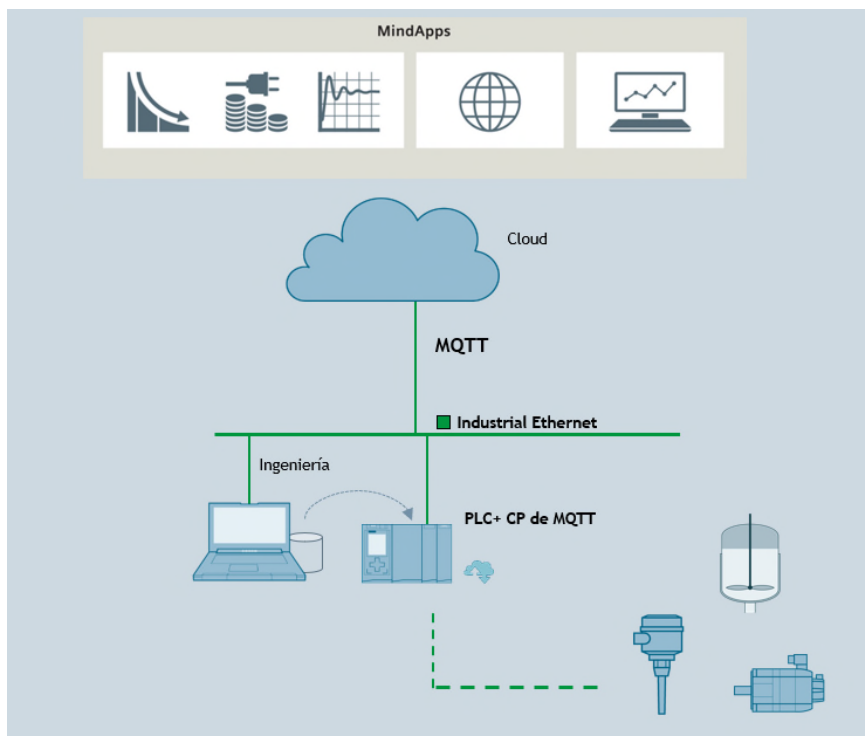 MindApps
Cloud
MQTT
Industrial Ethernet
Ingeniería
PLC+ CP de MQTT